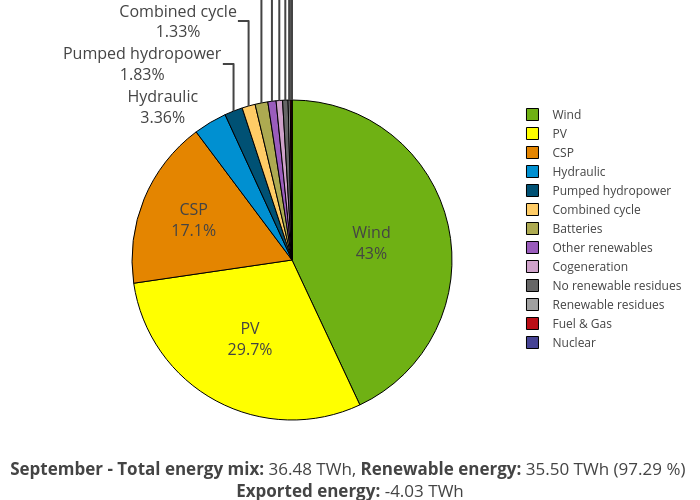 Combined cycle
1.33%
Pumped hydropower
1.83%
Hydraulic
3.36%
CSP
17.1%
Wind
43%
PV
29.7%
Wind
PV
CSP
Hydraulic
Pumped hydropower
Combined cycle
Batteries
Other renewables
Cogeneration
No renewable residues
Renewable residues
Fuel & Gas
Nuclear
September - Total energy mix: 36.48 TWh, Renewable energy: 35.50 TWh (97.29 %)
Exported energy: -4.03 TWh